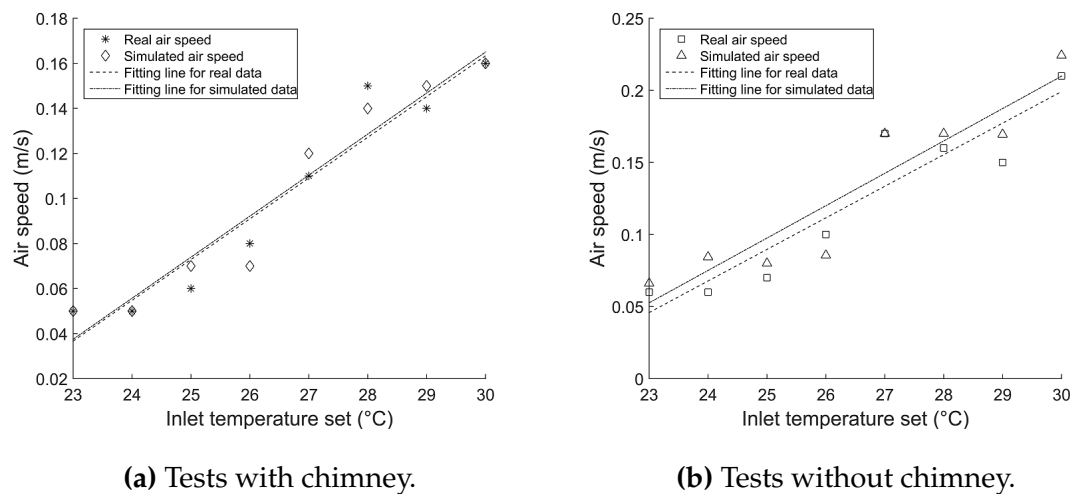 0.18
0.16
0.14
0.12
0.1
0.08
0.06
0.04
0.02
Air speed (m/s)
Real air speed
Simulated air speed
Fitting line for real data
Fitting line for simulated data
23 24 25 26 27 28 29 30
Inlet temperature set (°C)
(a) Tests with chimney.
0.25
0.2
0.15
0.1
0.05
0
Air speed (m/s)
Real air speed
Simulated air speed
Fitting line for real data
Fitting line for simulated data
23 24 25 26 27 28 29 30
Inlet temperature set (°C)
(b) Tests without chimney.